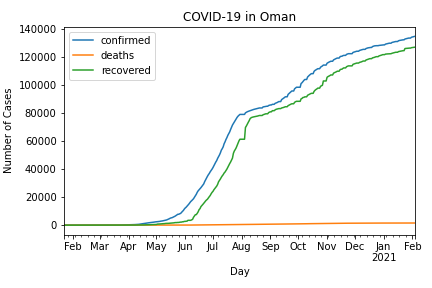 COVID-19 in Oman
140000
120000
100000
80000
60000
40000
20000
0
Number of Cases
confirmed
deaths
recovered
Feb Mar Apr May Jun Jul Aug Sep Oct Nov Dec Jan Feb
2021
Day